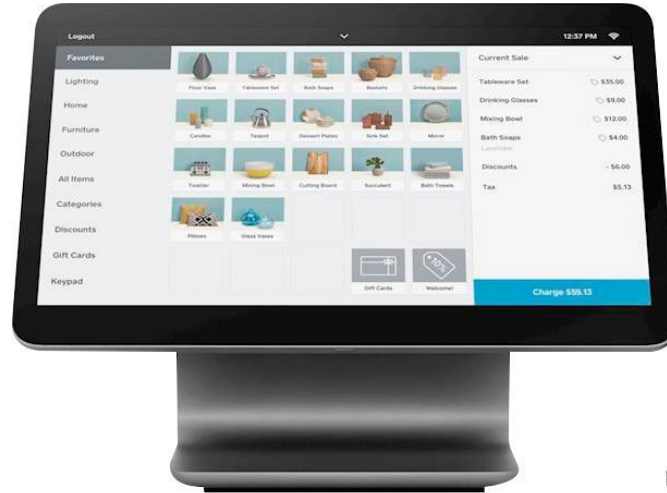 Logout
12:37 PM
Favorites
Lighting
Home
Furniture
Outdoor
All Items
Categories
Discounts
Gift Cards
Keypad
Floor Vase
Tableware Set
Bath Soaps
Baskets
Drinking Glasses
Candles
Teapot
Dessert Plates
Sink Set
Mirror
Toaster
Mixing Bowl
Cutting Board
Succulent
Bath Towels
Pillows
Glass Vases
Gift Cards
-10%
Welcome!
Current Sale
Tableware Set $35.00
Drinking Glasses $9.00
Mixing Bowl $12.00
Bath Soaps $4.00
Lavender
Discounts - $6.00
Tax $5.13
Charge $59.13